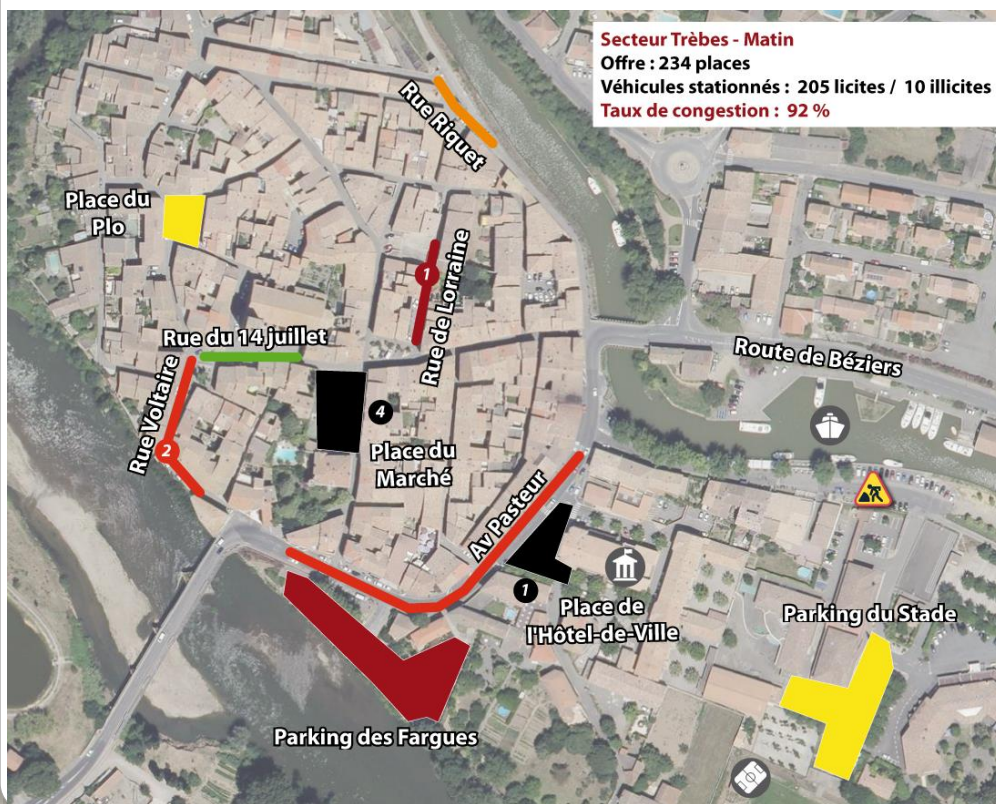 Secteur Trèbes - Matin
Offre : 234 places
Véhicules stationnés : 205 licites / 10 illicites
Taux de congestion : 92 %
Rue Riquet
Place du
Plo
1
Rue de Lorraine
Rue du 14 juillet
Route de Béziers
Rue Voltaire
2
4
Place du
Marché
Av Pasteur
1
Place de
l'Hôtel-de-Ville
Parking du Stade
Parking des Fargues